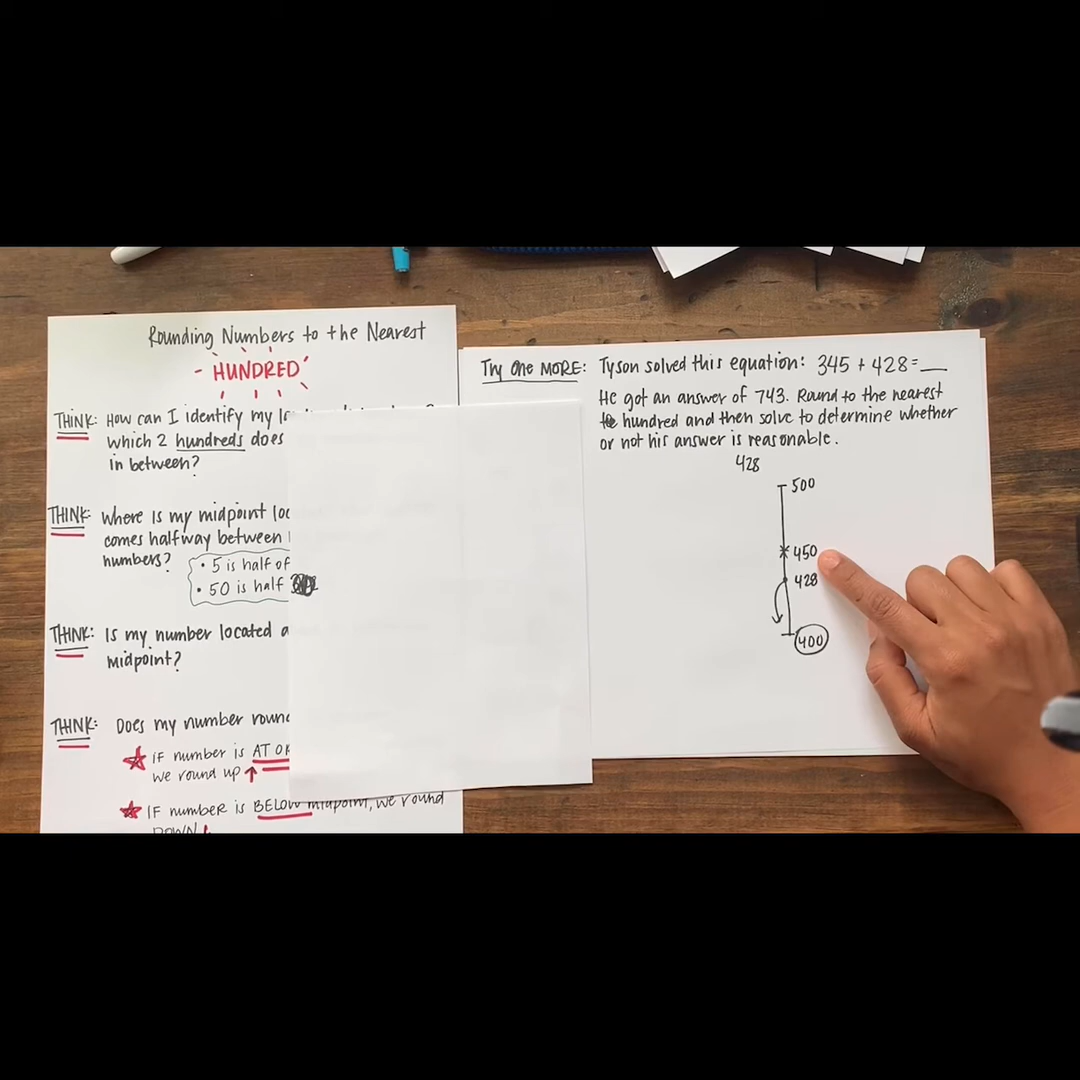 Rounding Numbers to the Nearest
- HUNDRED
THINK: How can I identify my
which 2 hundreds does
in between?
THINK: Where is my midpoint
comes halfway between
numbers?
• 5 is half of
• 50 is half
THINK: Is my number located
midpoint?
THINK: Does my number
★ IF number is AT OR
we round up ↑
★ IF number is BELOW midpoint, we round
DOWN
Try One MORE: Tyson solved this equation: 345 + 428 = __
He got an answer of 743. Round to the nearest
hundred and then solve to determine whether
or not his answer is reasonable.
428
500
450
428
400